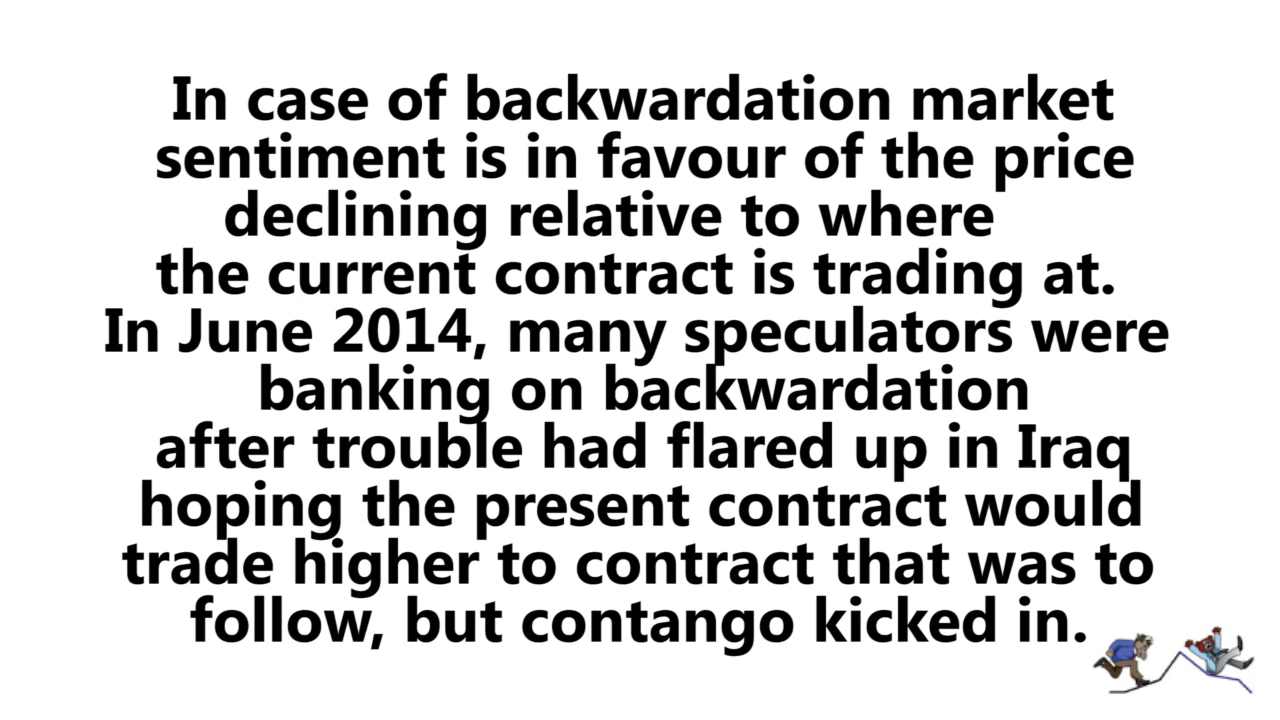 In case of backwardation market
sentiment is in favour of the price
declining relative to where
the current contract is trading at.
In June 2014, many speculators were
banking on backwardation
after trouble had flared up in Iraq
hoping the present contract would
trade higher to contract that was to
follow, but contango kicked in.